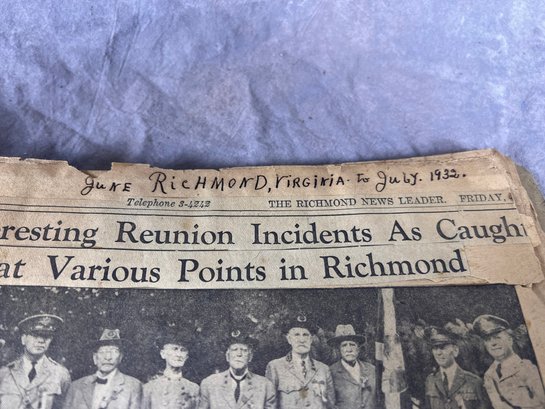 June Richmond, Virginia. to July. 1932.
Telephone 3-4242 THE RICHMOND NEWS LEADER. FRIDAY,
resting Reunion Incidents As Caugh
at Various Points in Richmond